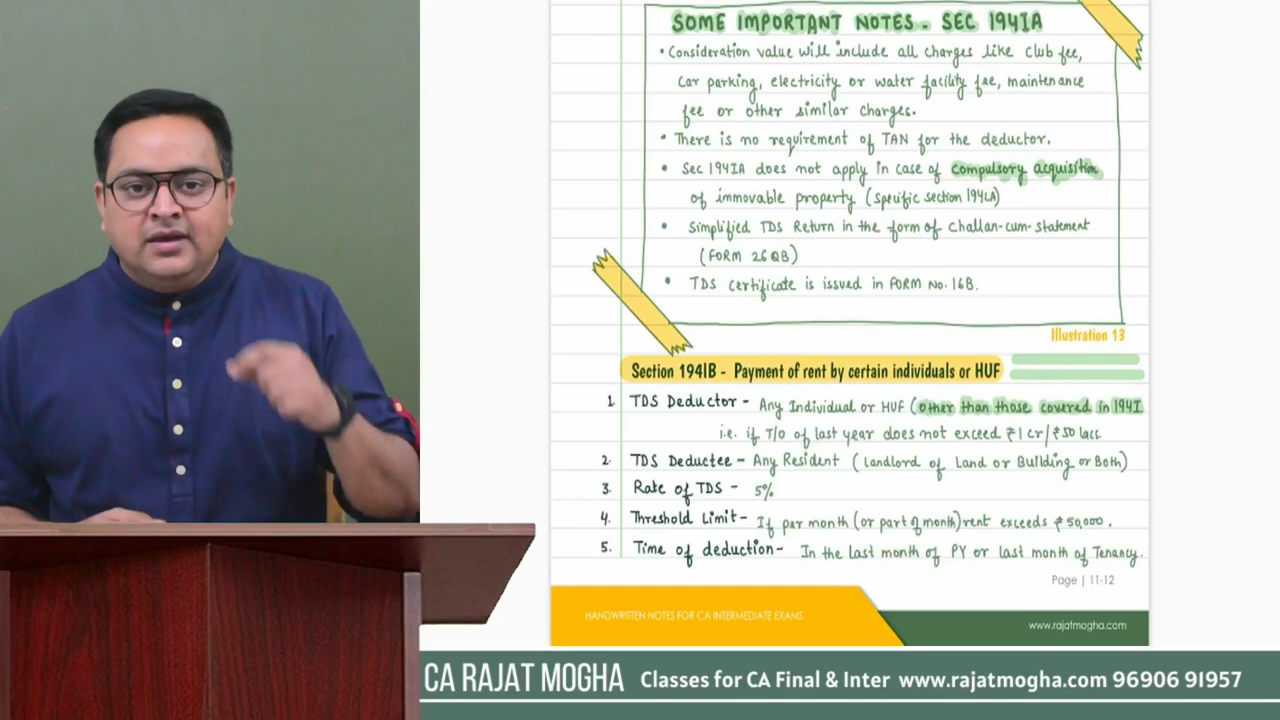 SOME IMPORTANT NOTES - SEC 194IA
• Consideration value will include all charges like club fee,
car parking, electricity or water facility fee, maintenance
fee or other similar charges.
• There is no requirement of TAN for the deductor.
• Sec 194IA does not apply in case of compulsory acquisition
of immovable property (specific section 194LA)
• Simplified TDS Return in the form of challan-cum-statement
(FORM 26QB)
• TDS certificate is issued in FORM No. 16B.
Illustration 13
Section 194IB - Payment of rent by certain individuals or HUF
1. TDS Deductor - Any Individual or HUF (other than those covered in 194I
i.e. if T/O of last year does not exceed ₹1 cr/₹50 lacs
2. TDS Deductee - Any Resident (landlord of Land or Building or Both)
3. Rate of TDS - 5%
4. Threshold Limit - If per month (or part of month) rent exceeds ₹50,000.
5. Time of deduction - In the last month of PY or last month of Tenancy.
Page | 11-12
HANDWRITTEN NOTES FOR CA INTERMEDIATE EXAMS
www.rajatmogha.com
CA RAJAT MOGHA Classes for CA Final & Inter www.rajatmogha.com 96906 91957